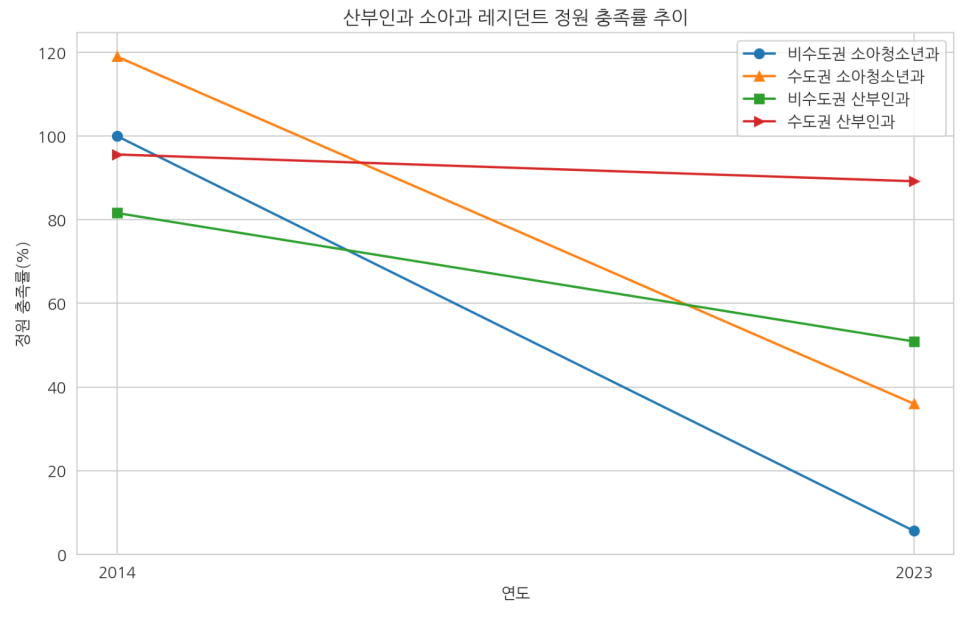 산부인과 소아과 레지던트 정원 충족률 추이
비수도권 소아청소년과
수도권 소아청소년과
비수도권 산부인과
수도권 산부인과
정원 충족률(%)
120
100
80
60
40
20
0
2014
2023
연도